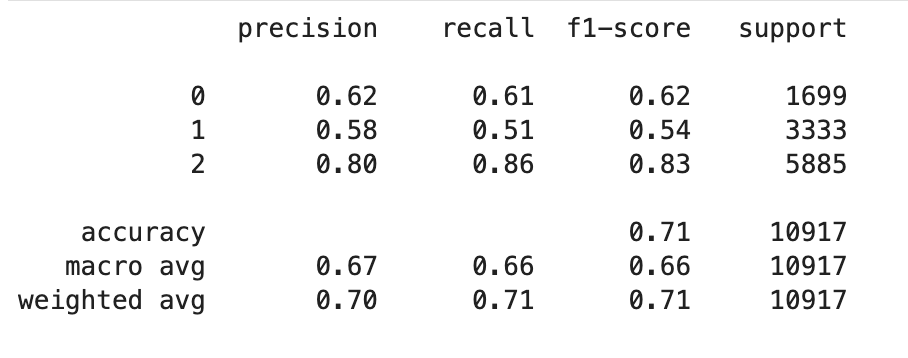 precision recall f1-score support
0 0.62 0.61 0.62 1699
1 0.58 0.51 0.54 3333
2 0.80 0.86 0.83 5885
accuracy 0.71 10917
macro avg 0.67 0.66 0.66 10917
weighted avg 0.70 0.71 0.71 10917